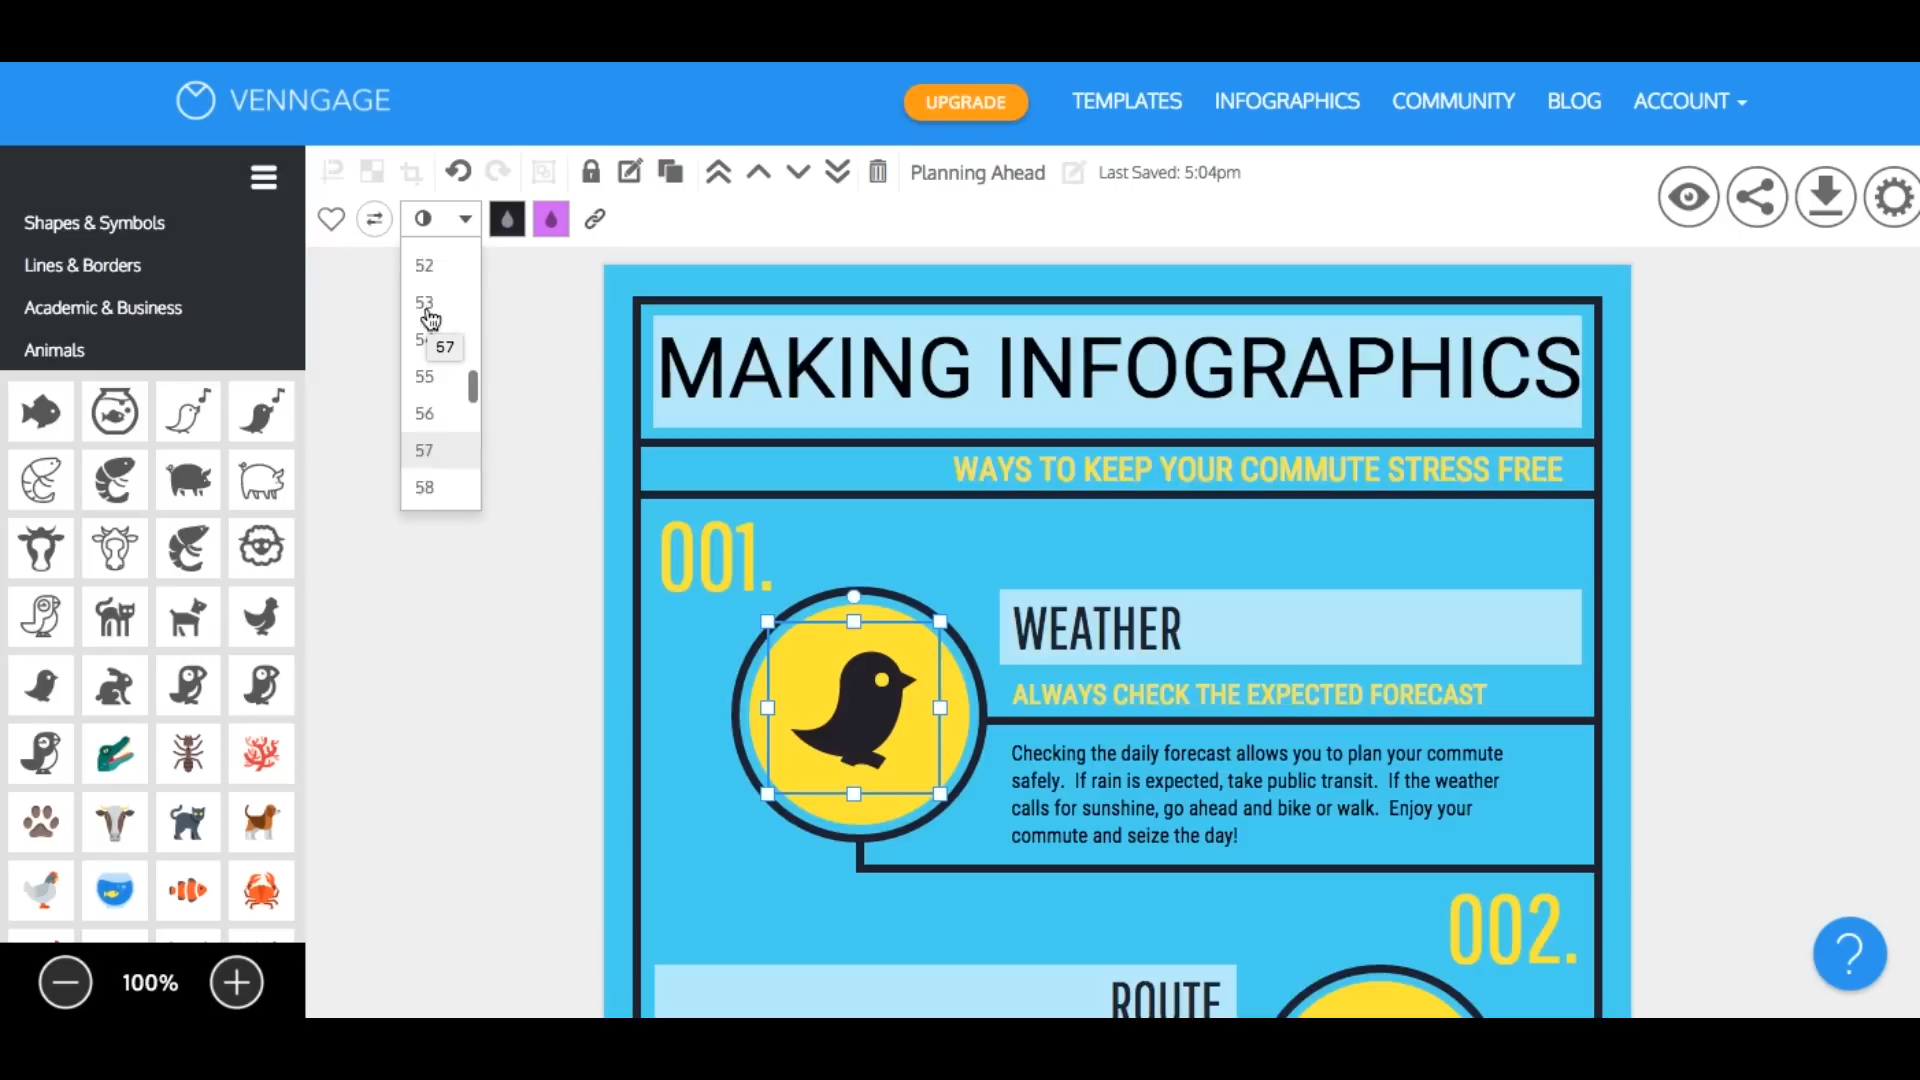 VENNGAGE
UPGRADE
TEMPLATES
INFOGRAPHICS
COMMUNITY
BLOG
ACCOUNT
Planning Ahead
Last Saved: 5:04pm
Shapes & Symbols
Lines & Borders
Academic & Business
Animals
52
53
57
55
56
57
58
MAKING INFOGRAPHICS
WAYS TO KEEP YOUR COMMUTE STRESS FREE
001.
WEATHER
ALWAYS CHECK THE EXPECTED FORECAST
Checking the daily forecast allows you to plan your commute
safely. If rain is expected, take public transit. If the weather
calls for sunshine, go ahead and bike or walk. Enjoy your
commute and seize the day!
002.
ROUTE
100%
?